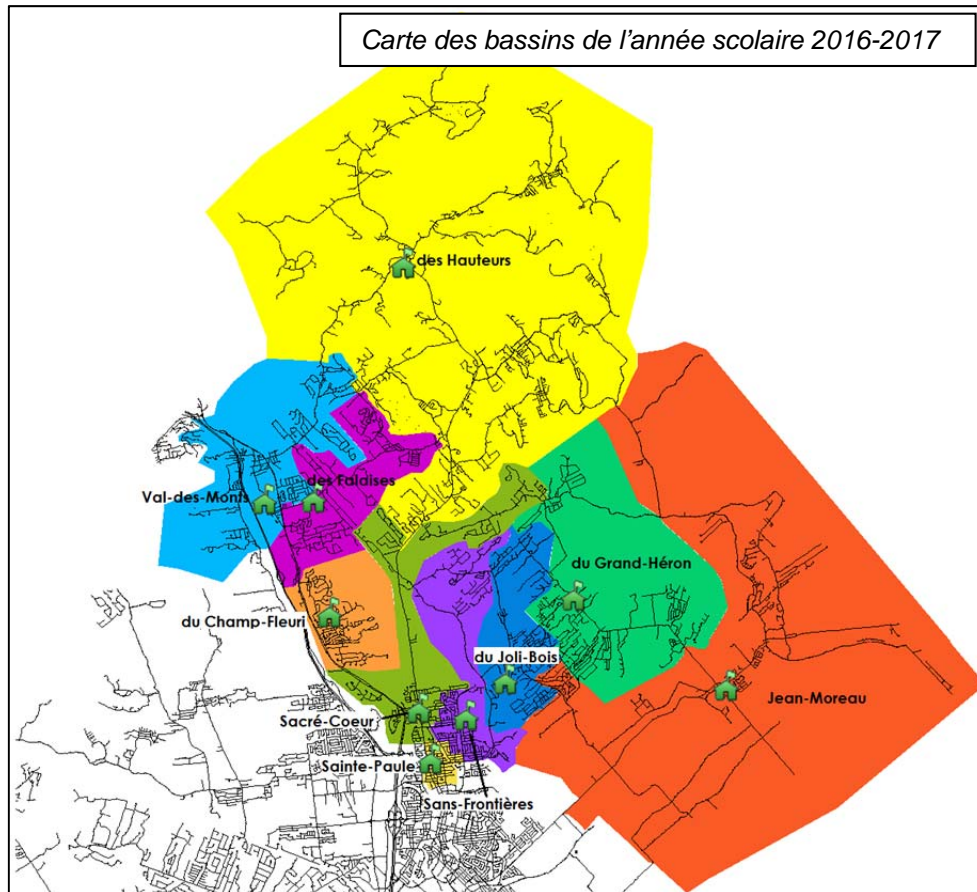 Carte des bassins de l'année scolaire 2016-2017
des Hauteurs
des Falaises
Val-des-Monts
du Grand-Héron
du Champ-Fleuri
du Joli-Bois
Jean-Moreau
Sacré-Coeur
Sainte-Paule
Sans-Frontières